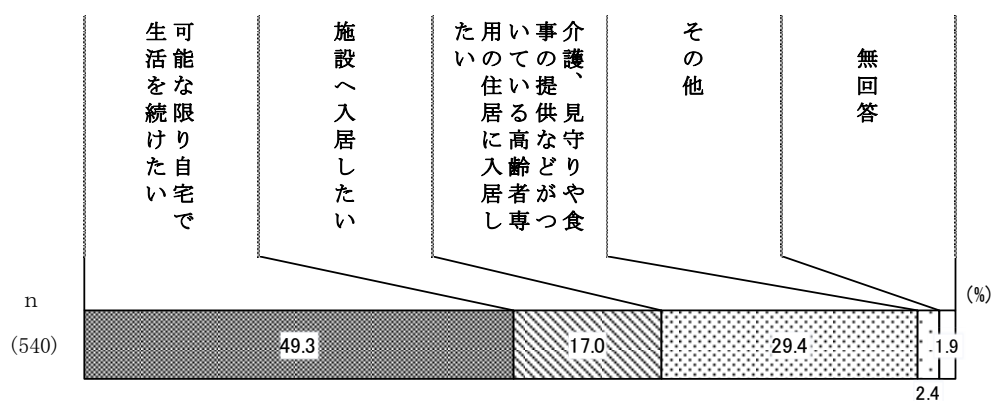 可能な限り自宅で
生活を続けたい
施設へ入居したい
介護、見守りや食
事の提供などがつ
いている高齢者専
用の住居に入居し
たい
その他
無回答
(%)
n
(540)
49.3
17.0
29.4
2.4
1.9